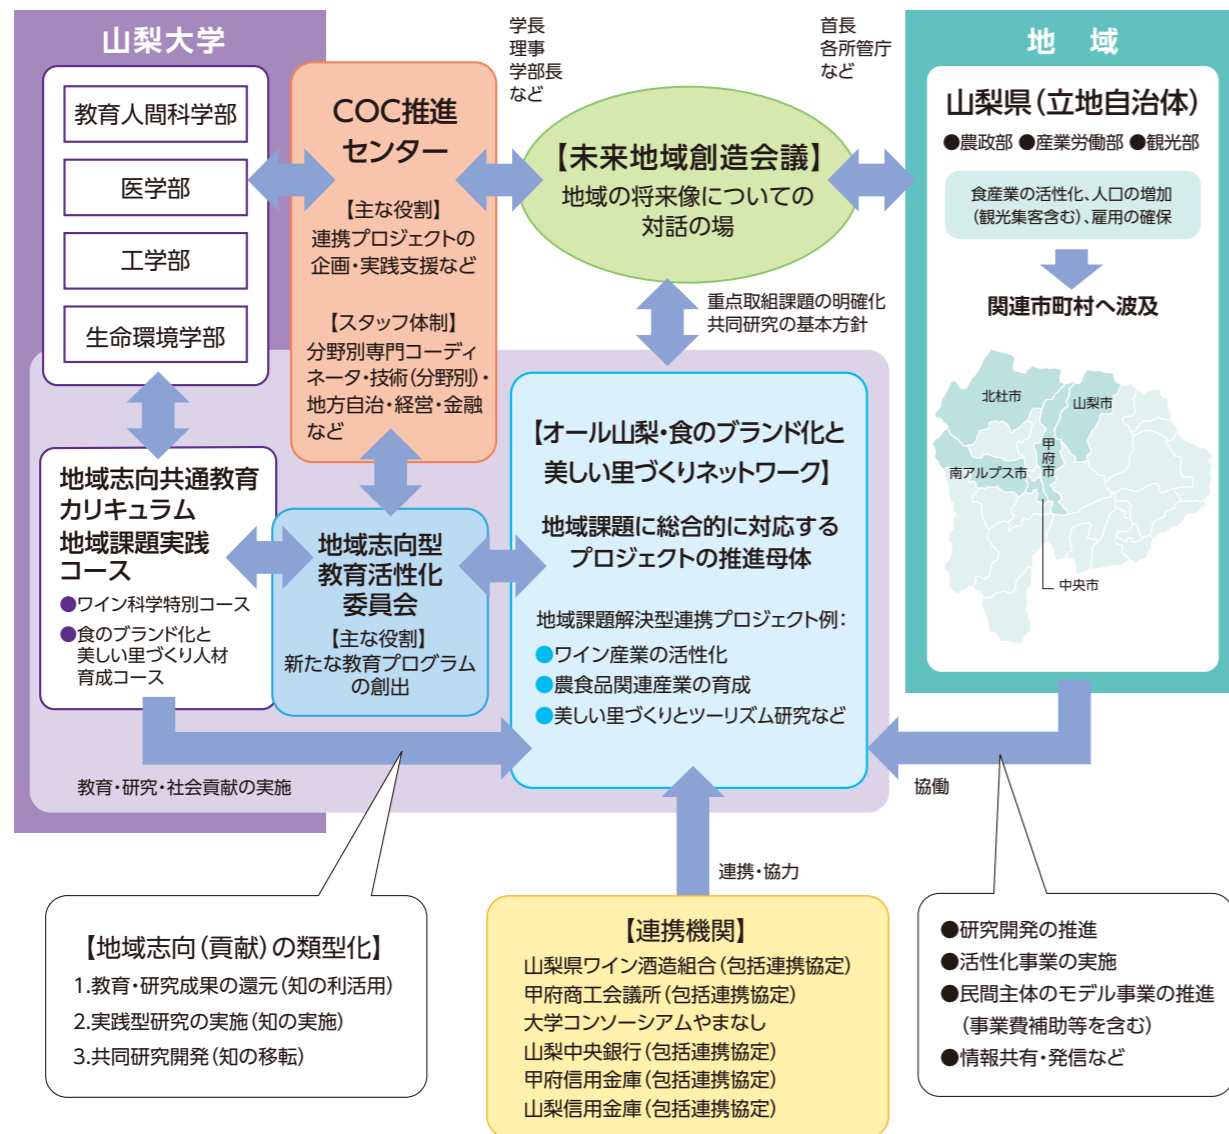 山梨大学
教育人間科学部
医学部
工学部
生命環境学部
COC推進
センター
【主な役割】
連携プロジェクトの
企画・実践支援など
【スタッフ体制】
分野別専門コーディ
ネータ・技術(分野別)・
地方自治・経営・金融
など
学長
理事
学部長
など
首長
各所管庁
など
【未来地域創造会議】
地域の将来像についての
対話の場
重点取組課題の明確化
共同研究の基本方針
地 域
山梨県(立地自治体)
●農政部 ●産業労働部 ●観光部
食産業の活性化、人口の増加
(観光集客含む)、雇用の確保
関連市町村へ波及
北杜市
山梨市
甲府市
南アルプス市
中央市
地域志向共通教育
カリキュラム
地域課題実践
コース
●ワイン科学特別コース
●食のブランド化と
美しい里づくり人材
育成コース
地域志向型
教育活性化
委員会
【主な役割】
新たな教育プログラム
の創出
【オール山梨・食のブランド化と
美しい里づくりネットワーク】
地域課題に総合的に対応する
プロジェクトの推進母体
地域課題解決型連携プロジェクト例:
●ワイン産業の活性化
●農食品関連産業の育成
●美しい里づくりとツーリズム研究など
教育・研究・社会貢献の実施
協働
連携・協力
【地域志向(貢献)の類型化】
1.教育・研究成果の還元(知の利活用)
2.実践型研究の実施(知の実施)
3.共同研究開発(知の移転)
【連携機関】
山梨県ワイン酒造組合(包括連携協定)
甲府商工会議所(包括連携協定)
大学コンソーシアムやまなし
山梨中央銀行(包括連携協定)
甲府信用金庫(包括連携協定)
山梨信用金庫(包括連携協定)
●研究開発の推進
●活性化事業の実施
●民間主体のモデル事業の推進
(事業費補助等を含む)
●情報共有・発信など